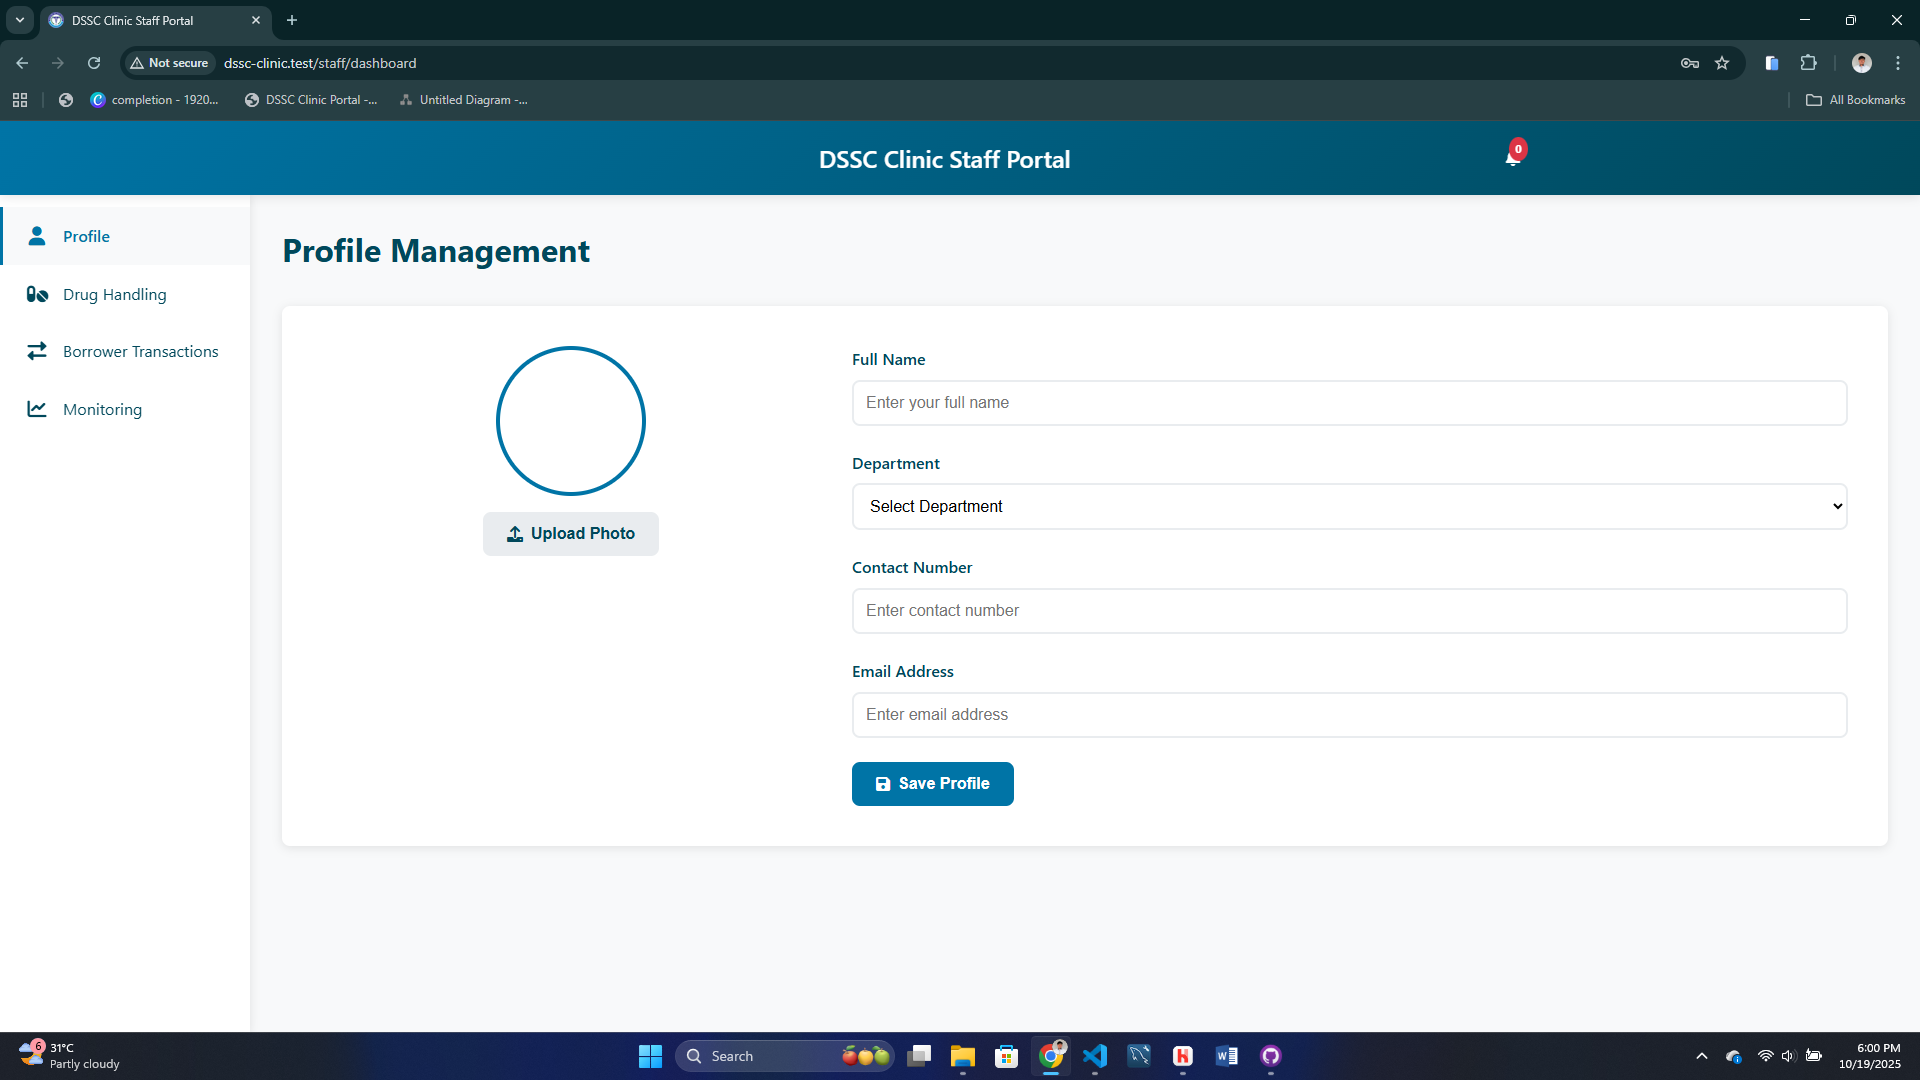 DSSC Clinic Staff Portal
Not secure
dssc-clinic.test/staff/dashboard
completion - 1920...
DSSC Clinic Portal -...
Untitled Diagram -...
All Bookmarks
DSSC Clinic Staff Portal
0
Profile
Drug Handling
Borrower Transactions
Monitoring
Profile Management
Upload Photo
Full Name
Enter your full name
Department
Select Department
Contact Number
Enter contact number
Email Address
Enter email address
Save Profile
6
31°C
Partly cloudy
Search
6:00 PM
10/19/2025